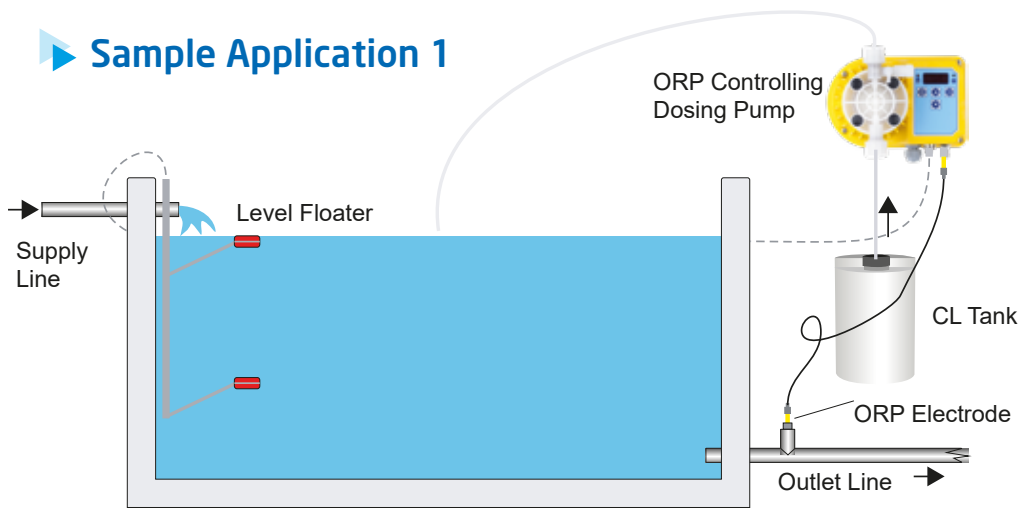 Sample Application 1
ORP Controlling
Dosing Pump
Level Floater
Supply
Line
CL Tank
ORP Electrode
Outlet Line